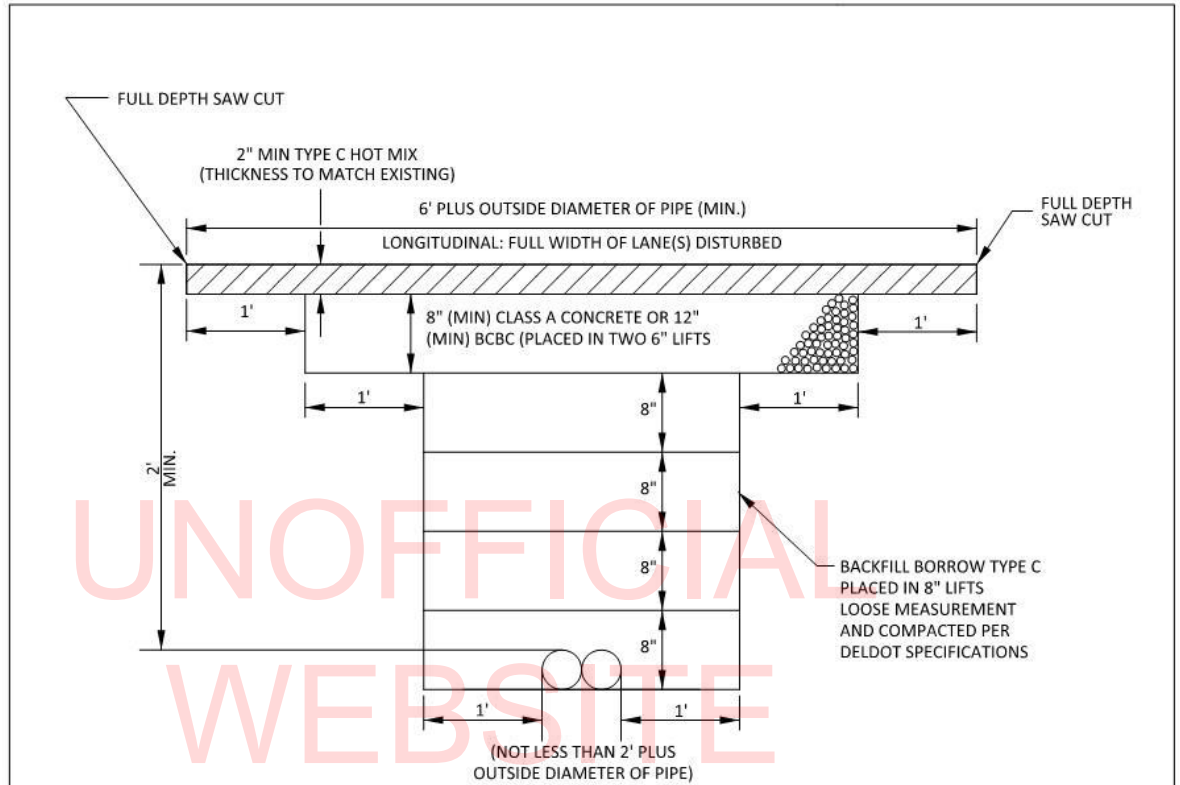 FULL DEPTH SAW CUT
2" MIN TYPE C HOT MIX
(THICKNESS TO MATCH EXISTING)
6' PLUS OUTSIDE DIAMETER OF PIPE (MIN.)
FULL DEPTH
SAW CUT
LONGITUDINAL: FULL WIDTH OF LANE(S) DISTURBED
1'
8" (MIN) CLASS A CONCRETE OR 12"
(MIN) BCBC (PLACED IN TWO 6" LIFTS
1'
1'
1'
8"
2'
MIN.
8"
8"
8"
BACKFILL BORROW TYPE C
PLACED IN 8" LIFTS
LOOSE MEASUREMENT
AND COMPACTED PER
DELDOT SPECIFICATIONS
1'
1'
(NOT LESS THAN 2' PLUS
OUTSIDE DIAMETER OF PIPE)
UNOFFICIAL
WEBSITE